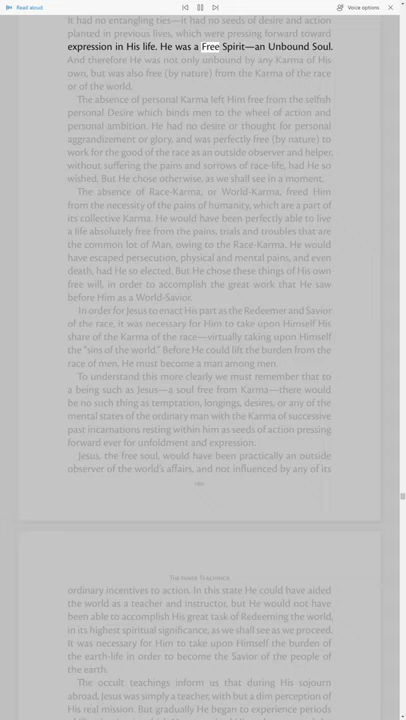 Read aloud
Voice options
It had no entangling ties—it had no seeds of desire and action
planted in previous lives, which were pressing forward toward
expression in His life. He was a Free Spirit—an Unbound Soul.
And therefore He was not only unbound by any Karma of His
own, but was also free (by nature) from the Karma of the race
or of the world.
The absence of personal Karma left Him free from the selfish
personal Desire which binds men to the wheel of action and
personal ambition. He had no desire or thought for personal
aggrandizement or glory, and was perfectly free (by nature) to
work for the good of the race as an outside observer and helper,
without suffering the pains and sorrows of race-life, had He so
wished. But He chose otherwise, as we shall see in a moment.
The absence of Race-Karma, or World-Karma, freed Him
from the necessity of the pains of humanity, which are a part of
its collective Karma. He would have been perfectly able to live
a life absolutely free from the pains, trials and troubles that are
the common lot of Man, owing to the Race-Karma. He would
have escaped persecution, physical and mental pains, and even
death, had He so elected. But He chose these things of His own
free will, in order to accomplish the great work that He saw
before Him as a World-Savior.
In order for Jesus to enact His part as the Redeemer and Savior
of the race, it was necessary for Him to take upon Himself His
share of the Karma of the race—virtually taking upon Himself
the “sins of the world.” Before He could lift the burden from the
race of men, He must become a man among men.
To understand this more clearly we must remember that to
a being such as Jesus—a soul free from Karma—there would
be no such thing as temptation, longings, desires, or any of the
mental states of the ordinary man with the Karma of successive
past incarnations resting within him as seeds of action pressing
forward ever for unfoldment and expression.
Jesus, the free soul, would have been practically an outside
observer of the world’s affairs, and not influenced by any of its
The Inner Teachings
ordinary incentives to action. In this state He could have aided
the world as a teacher and instructor, but He would not have
been able to accomplish His great task of Redeeming the world,
in its highest spiritual significance, as we shall see as we proceed.
It was necessary for Him to take upon Himself the burden of
the earth-life in order to become the Savior of the people of
the earth.
The occult teachings inform us that during His sojourn
abroad, Jesus was simply a teacher, with but a dim perception of
His real mission. But gradually He began to experience periods